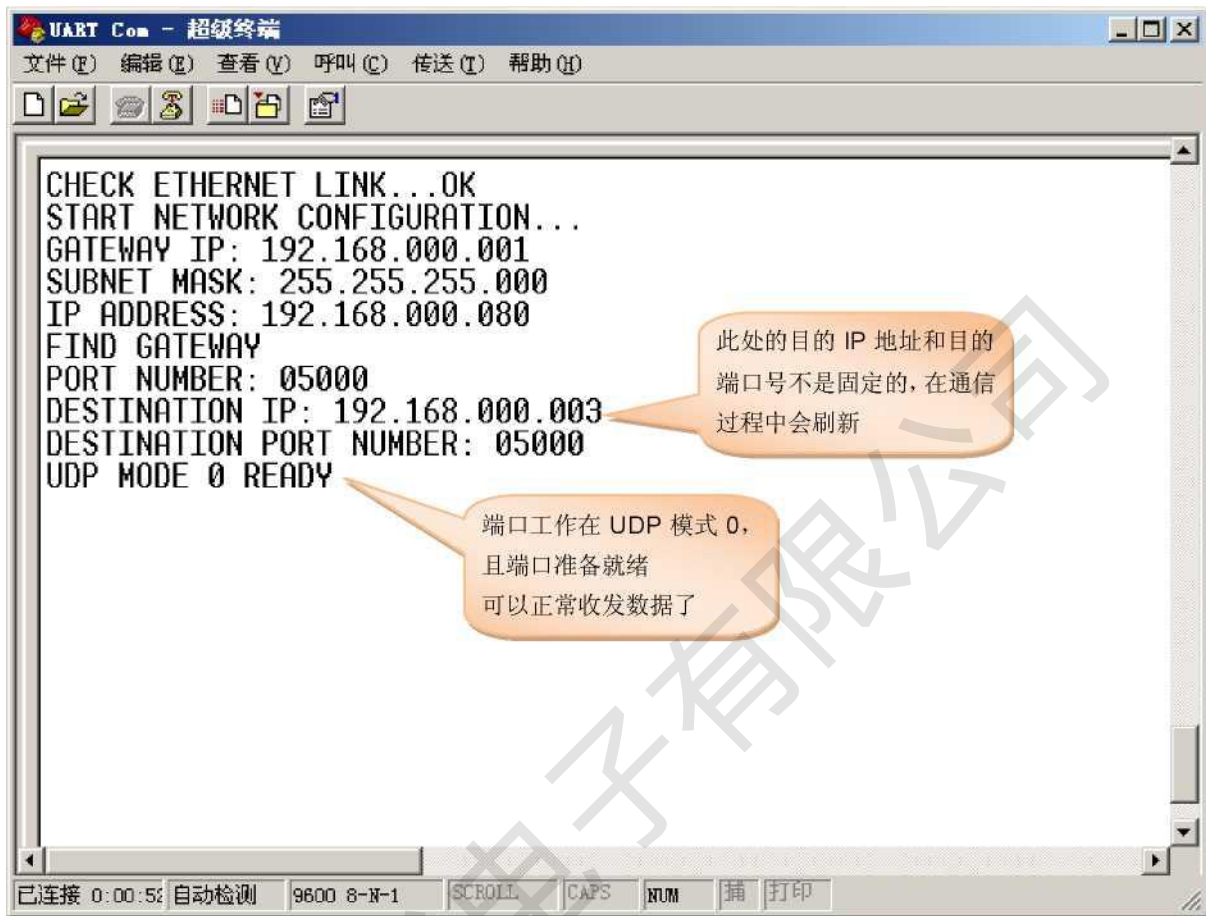 UART Com - 超级终端
文件(F) 编辑(E) 查看(V) 呼叫(C) 传送(T) 帮助(H)
CHECK ETHERNET LINK...OK
START NETWORK CONFIGURATION...
GATEWAY IP: 192.168.000.001
SUBNET MASK: 255.255.255.000
IP ADDRESS: 192.168.000.080
FIND GATEWAY
PORT NUMBER: 05000
DESTINATION IP: 192.168.000.003
DESTINATION PORT NUMBER: 05000
UDP MODE 0 READY
此处的目的 IP 地址和目的
端口号不是固定的，在通信
过程中会刷新
端口工作在 UDP 模式 0，
且端口准备就绪
可以正常收发数据了
电子有限公司
已连接 0:00:52 自动检测 9600 8-N-1 SCROLL CAPS NUM 捕 打印